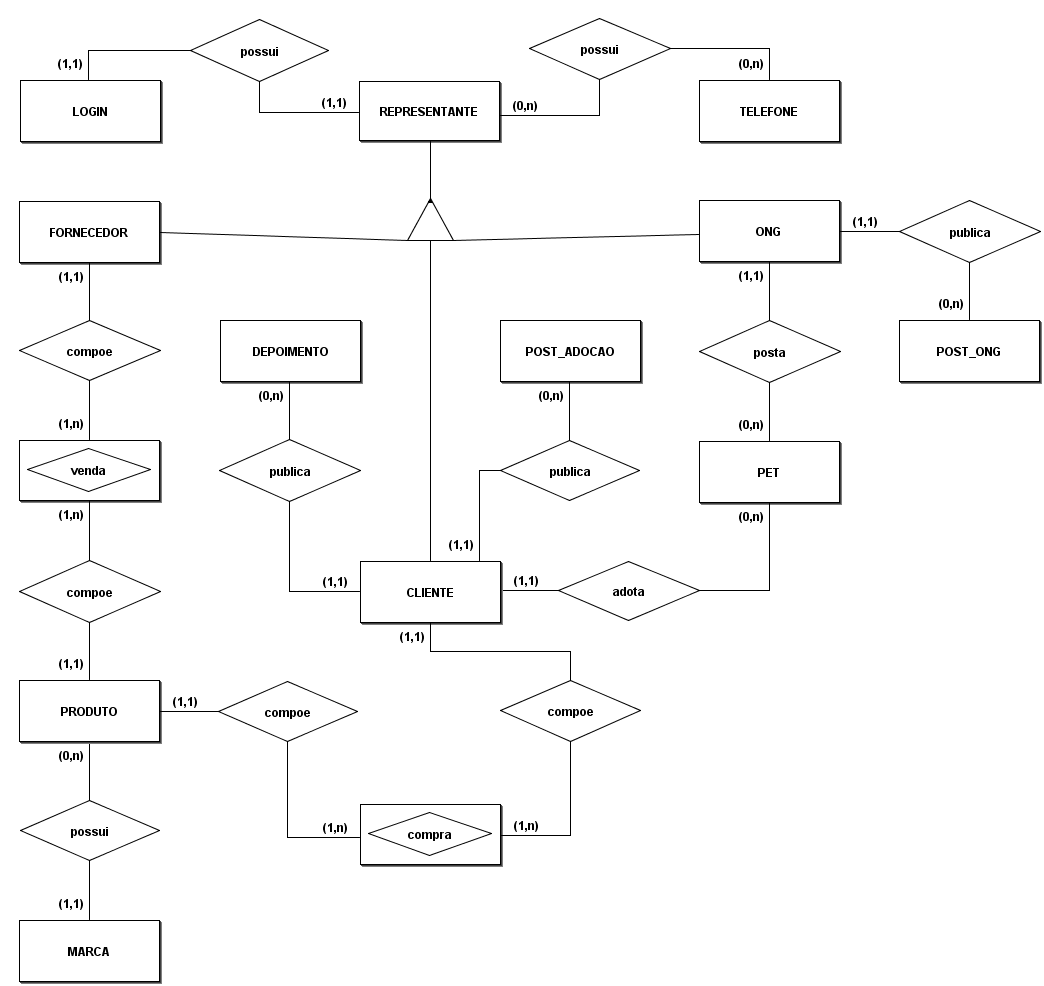 possui
possui
(1,1)
(0,n)
(1,1)
(0,n)
LOGIN
REPRESENTANTE
TELEFONE
FORNECEDOR
ONG
(1,1)
publica
(1,1)
(1,1)
(0,n)
compoe
DEPOIMENTO
POST_ADOCAO
posta
POST_ONG
(0,n)
(0,n)
(1,n)
(0,n)
venda
publica
publica
PET
(1,n)
(0,n)
(1,1)
(1,1)
(1,1)
compoe
CLIENTE
adota
(1,1)
(1,1)
(1,1)
PRODUTO
compoe
compoe
(0,n)
(1,n)
(1,n)
possui
compra
(1,1)
MARCA